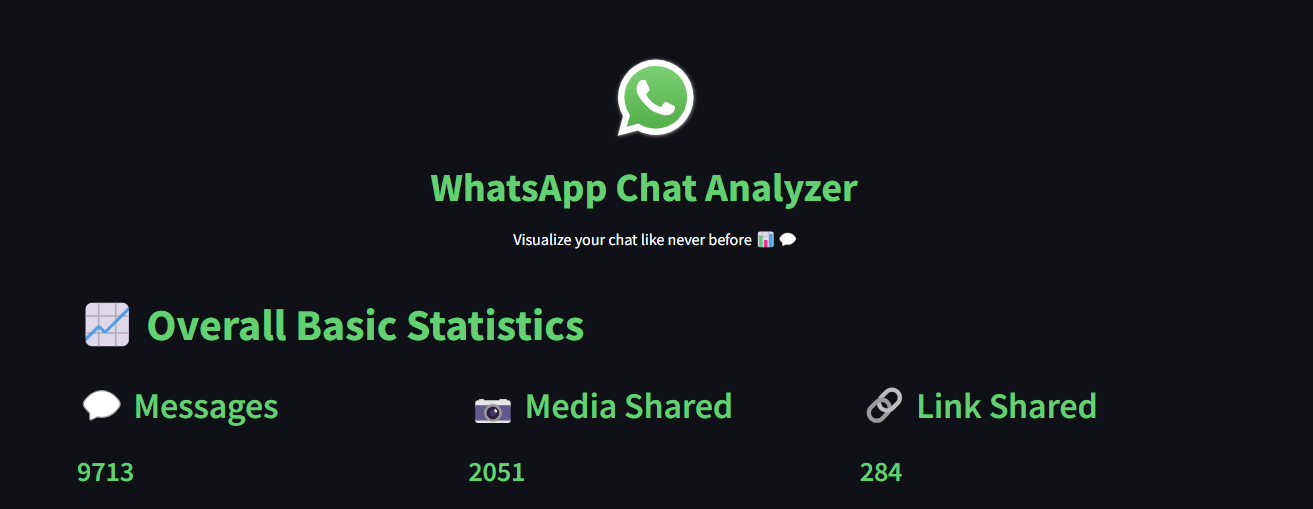 WhatsApp Chat Analyzer
Visualize your chat like never before 📊 💬
📈 Overall Basic Statistics
💬 Messages
📷 Media Shared
🔗 Link Shared
9713
2051
284